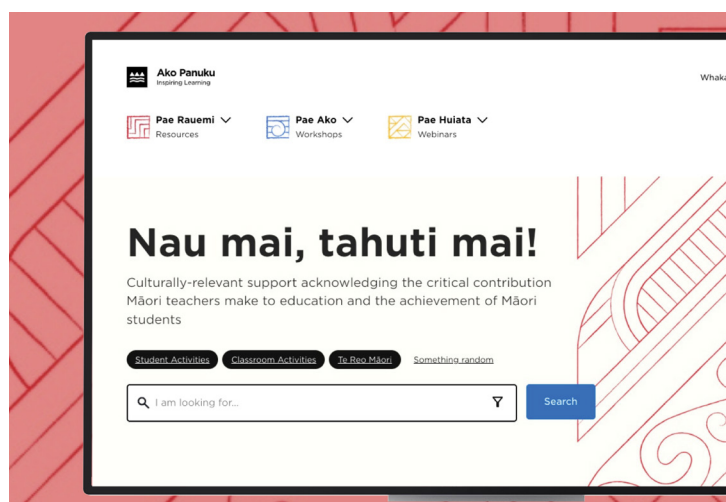 Ako Panuku
Inspiring Learning
Pae Rauemi
Resources
Pae Ako
Workshops
Pae Huiata
Webinars
Nau mai, tahuti mai!
Culturally-relevant support acknowledging the critical contribution
Māori teachers make to education and the achievement of Māori
students
Student Activities
Classroom Activities
Te Reo Māori
Something random
I am looking for...
Search